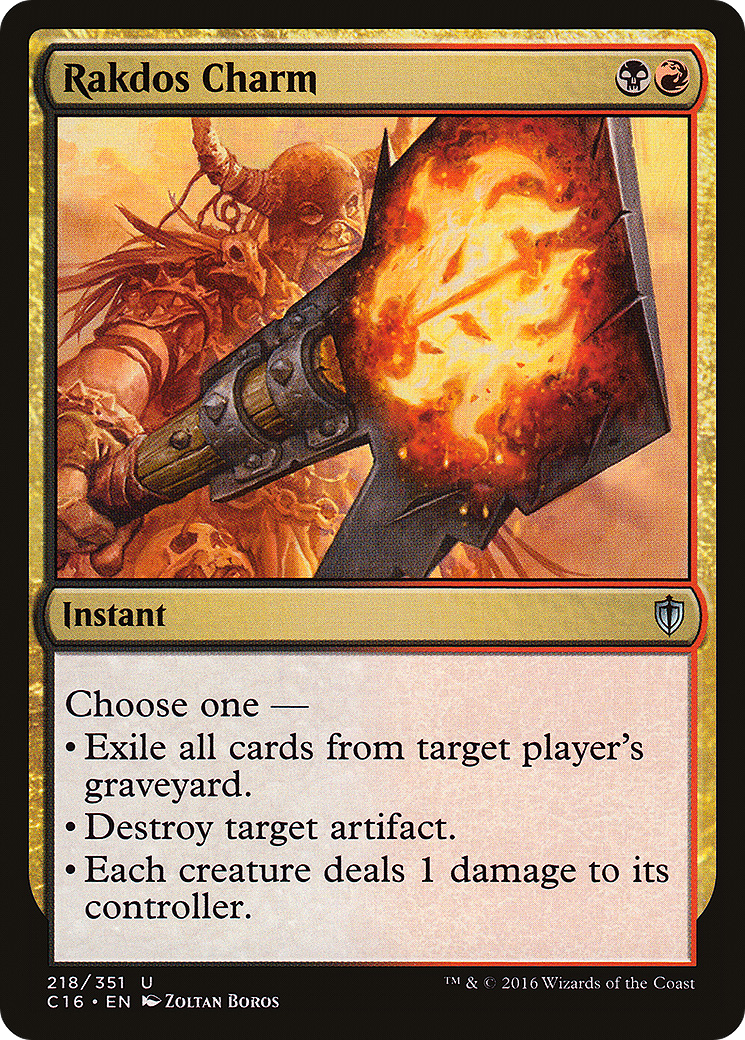 Rakdos Charm
Instant
Choose one —
• Exile all cards from target player's
graveyard.
• Destroy target artifact.
• Each creature deals 1 damage to its
controller.
218/351 U
™ & © 2016 Wizards of the Coast
C16 • EN Zoltan Boros